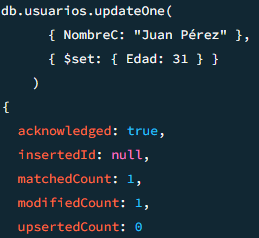 db.usuarios.updateOne(
{ NombreC: "Juan Pérez" },
{ $set: { Edad: 31 } }
)
{
acknowledged: true,
insertedId: null,
matchedCount: 1,
modifiedCount: 1,
upsertedCount: 0